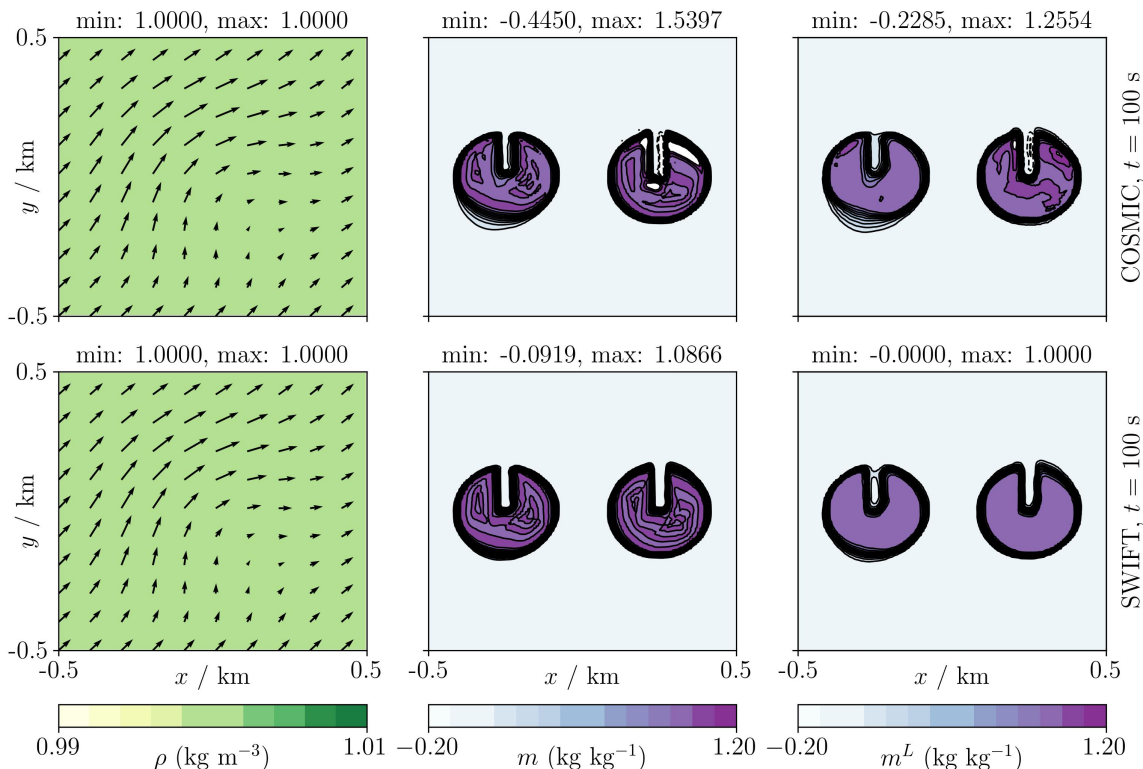 min: 1.0000, max: 1.0000
min: -0.4450, max: 1.5397
min: -0.2285, max: 1.2554
0.5
y / km
-0.5
COSMIC, t = 100 s
min: 1.0000, max: 1.0000
min: -0.0919, max: 1.0866
min: -0.0000, max: 1.0000
0.5
y / km
-0.5
SWIFT, t = 100 s
-0.5 x / km 0.5
-0.5 x / km 0.5
-0.5 x / km 0.5
0.99 ρ (kg m⁻³) 1.01
−0.20 m (kg kg⁻¹) 1.20
−0.20 mᴸ (kg kg⁻¹) 1.20